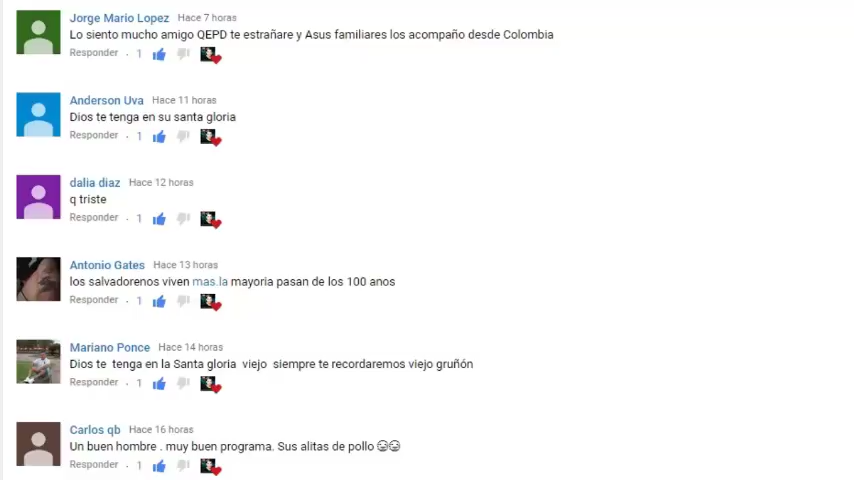 Jorge Mario Lopez Hace 7 horas
Lo siento mucho amigo QEPD te estrañare y Asus familiares los acompaño desde Colombia
Responder · 1
Anderson Uva Hace 11 horas
Dios te tenga en su santa gloria
Responder · 1
dalia diaz Hace 12 horas
q triste
Responder · 1
Antonio Gates Hace 13 horas
los salvadorenos viven mas.la mayoria pasan de los 100 anos
Responder · 1
Mariano Ponce Hace 14 horas
Dios te tenga en la Santa gloria viejo siempre te recordaremos viejo gruñón
Responder · 1
Carlos qb Hace 16 horas
Un buen hombre . muy buen programa. Sus alitas de pollo
Responder · 1